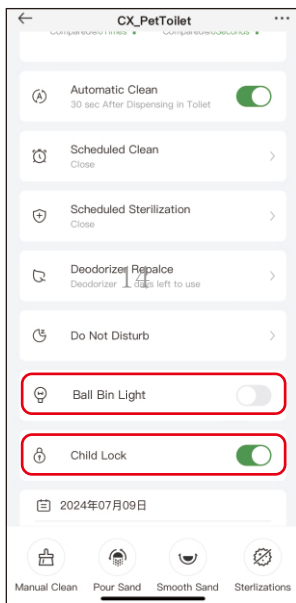 CX_PetToilet
Automatic Clean
30 sec After Dispensing in Toliet
Scheduled Clean
Close
Scheduled Sterilization
Close
Deodorizer Repalce
Deodorizer 14 days left to use
Do Not Disturb
Ball Bin Light
Child Lock
2024年07月09日
Manual Clean Pour Sand Smooth Sand Sterlizations